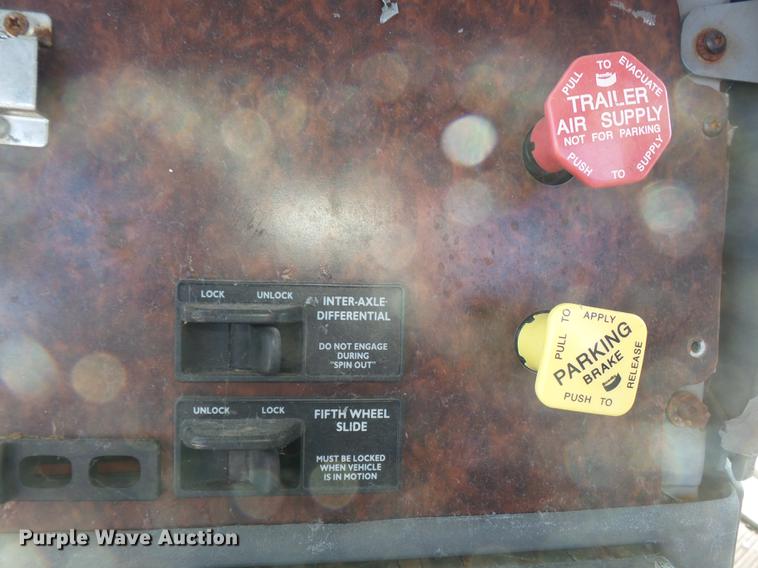 PULL TO EVACUATE
TRAILER
AIR SUPPLY
NOT FOR PARKING
PUSH TO SUPPLY
LOCK UNLOCK
INTER-AXLE
DIFFERENTIAL
DO NOT ENGAGE
DURING
"SPIN OUT"
PULL TO APPLY
PARKING
BRAKE
PUSH TO RELEASE
UNLOCK LOCK
FIFTH WHEEL
SLIDE
MUST BE LOCKED
WHEN VEHICLE
IS IN MOTION
Purple Wave Auction